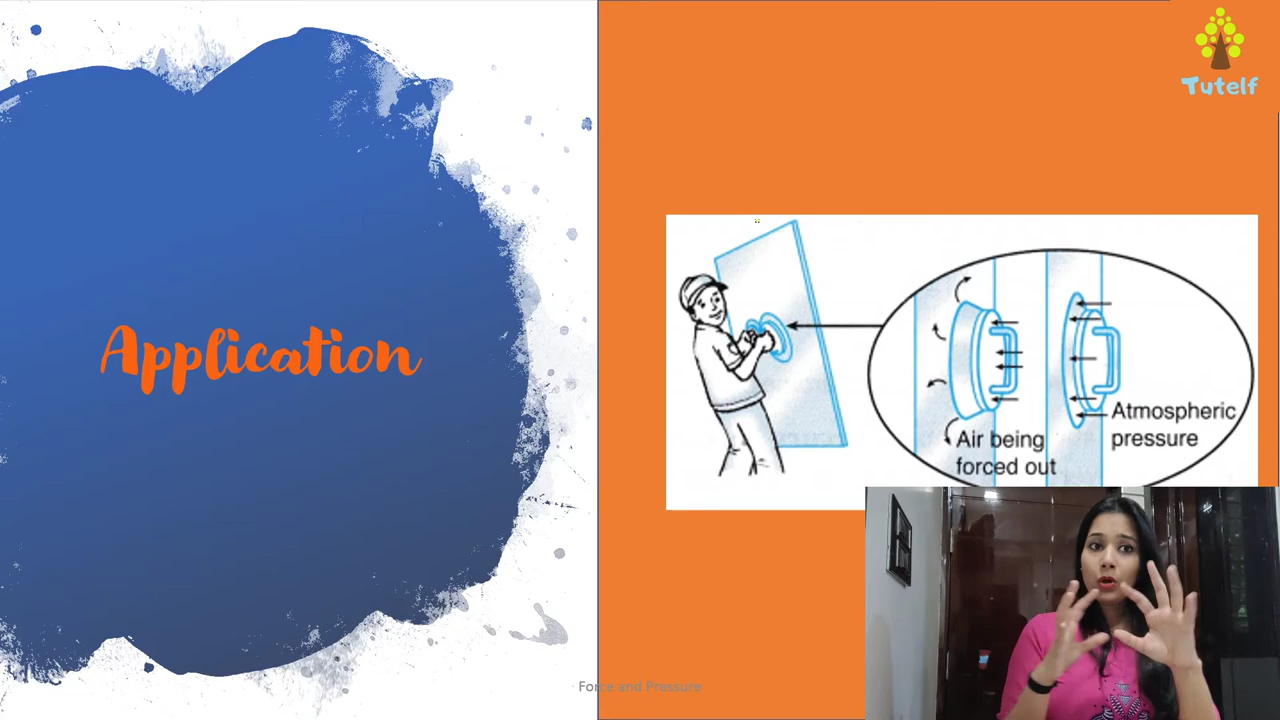 Tutelf
Application
Air being
forced out
Atmospheric
pressure
Force and Pressure